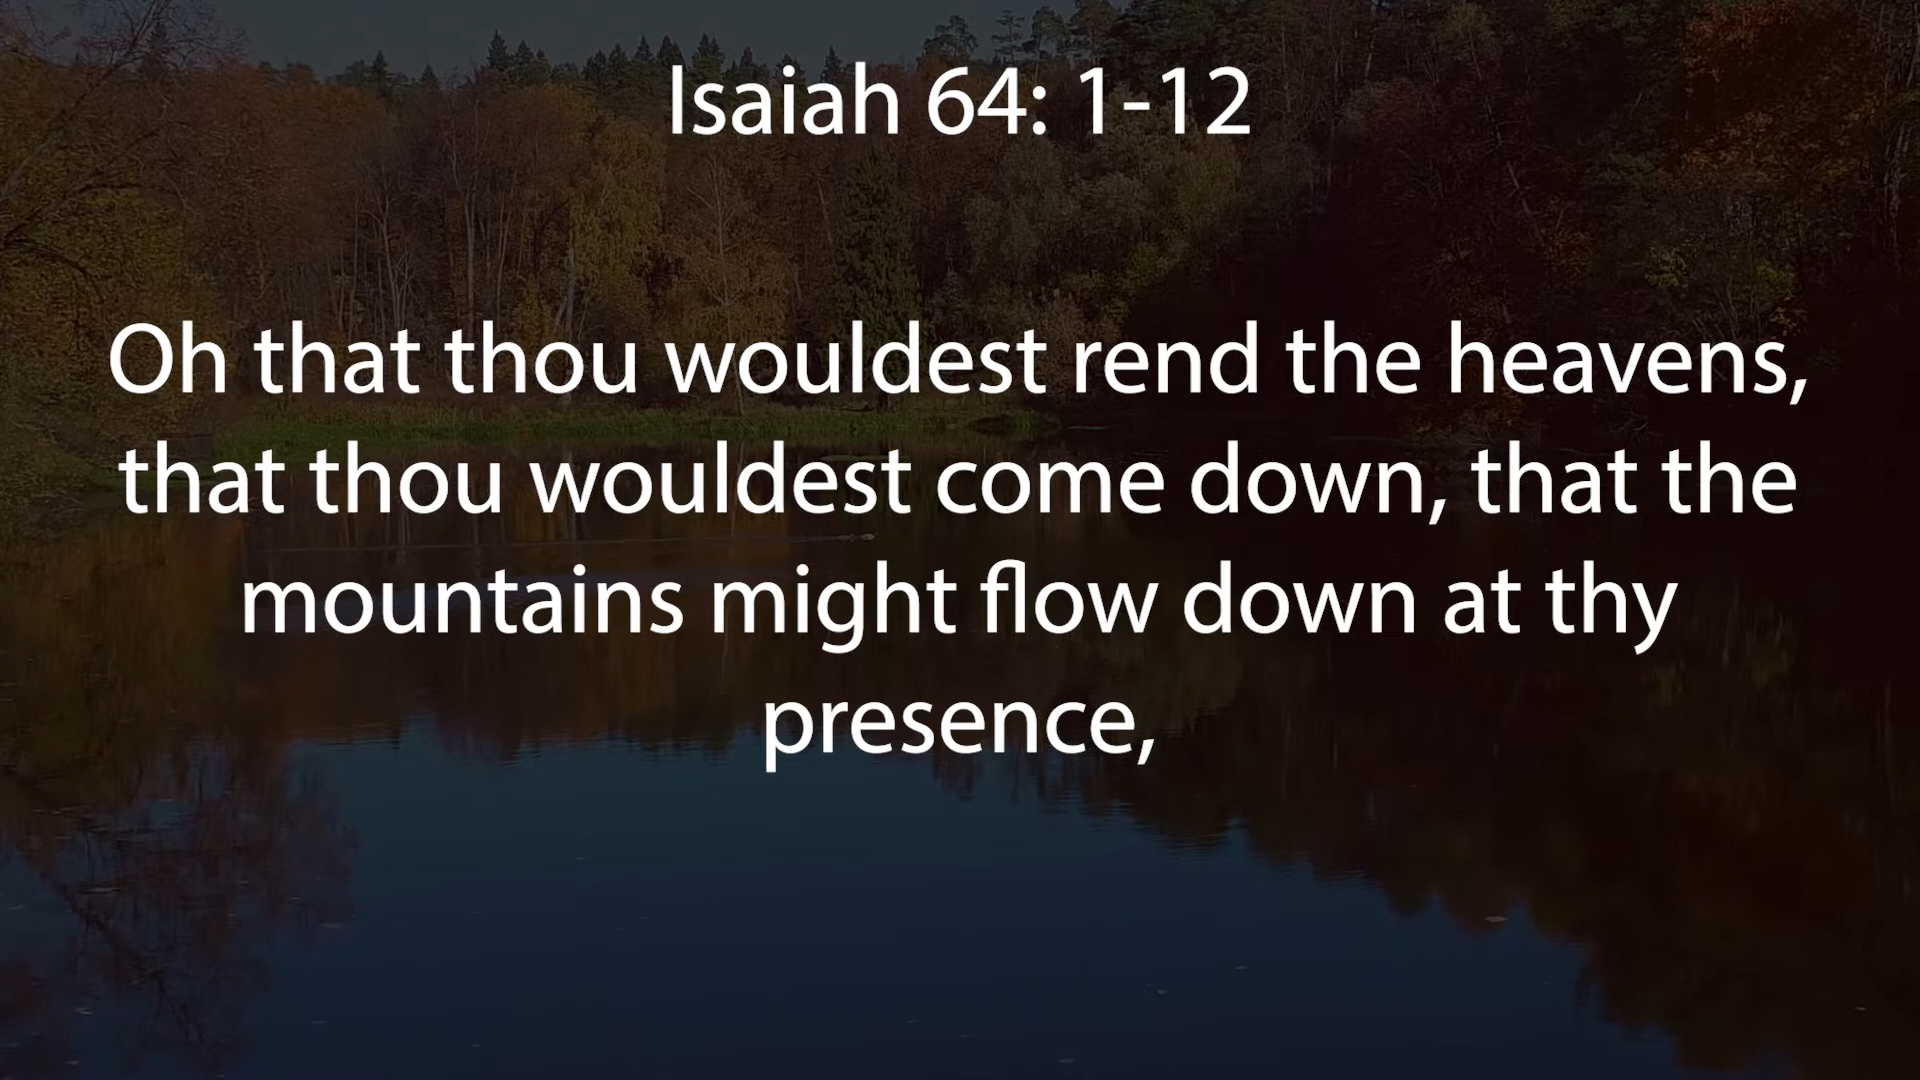 Isaiah 64: 1-12
Oh that thou wouldest rend the heavens,
that thou wouldest come down, that the
mountains might flow down at thy
presence,